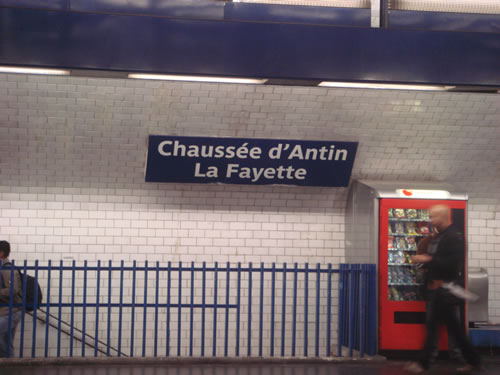 Chaussée d'Antin
La Fayette